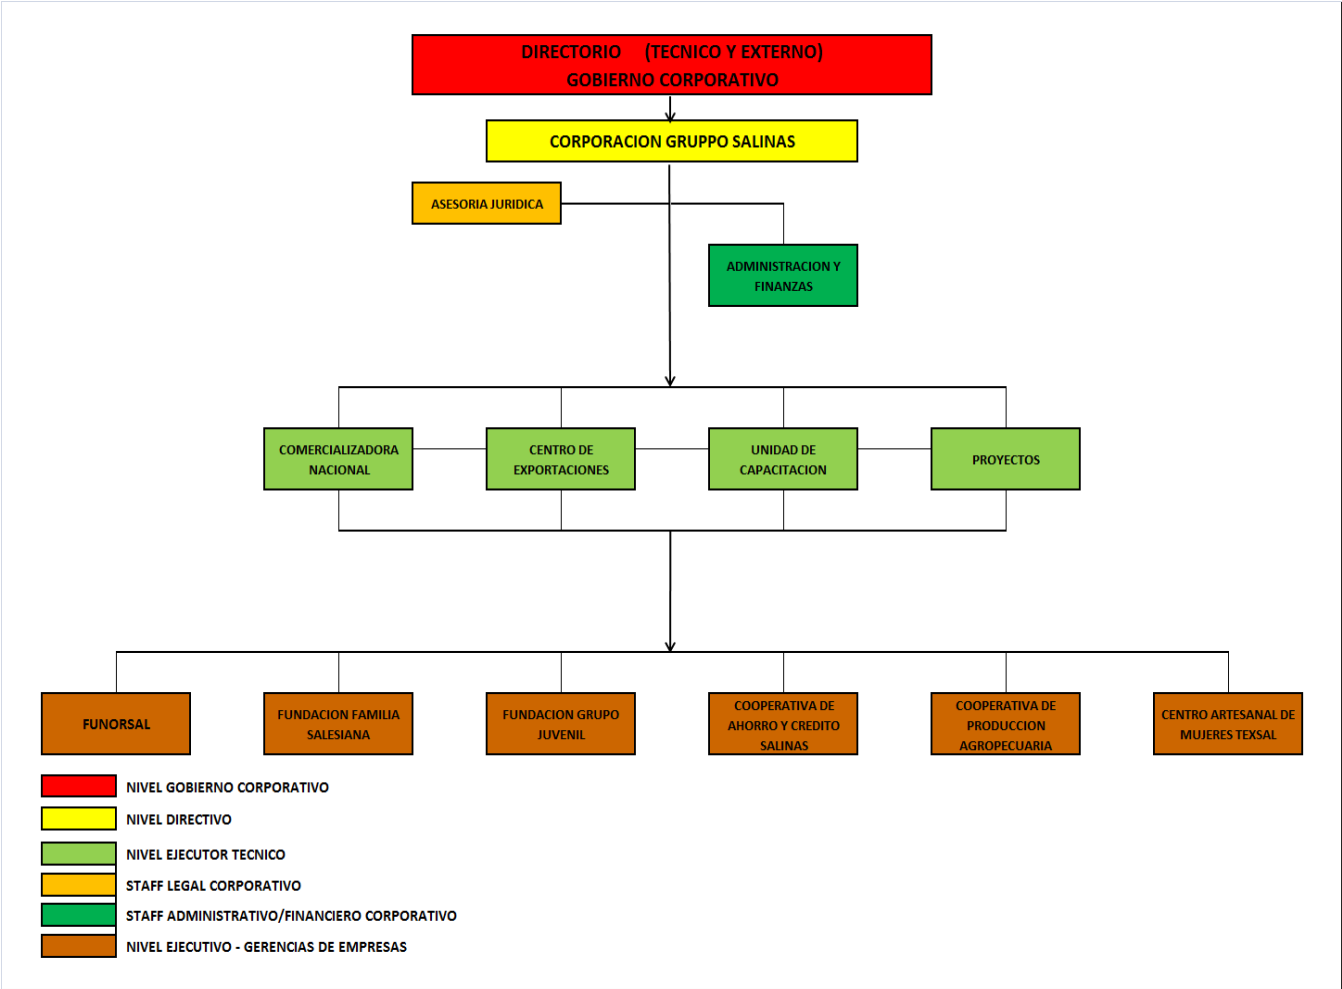 DIRECTORIO (TECNICO Y EXTERNO)
GOBIERNO CORPORATIVO
CORPORACION GRUPPO SALINAS
ASESORIA JURIDICA
ADMINISTRACION Y
FINANZAS
COMERCIALIZADORA
NACIONAL
CENTRO DE
EXPORTACIONES
UNIDAD DE
CAPACITACION
PROYECTOS
FUNORSAL
FUNDACION FAMILIA
SALESIANA
FUNDACION GRUPO
JUVENIL
COOPERATIVA DE
AHORRO Y CREDITO
SALINAS
COOPERATIVA DE
PRODUCCION
AGROPECUARIA
CENTRO ARTESANAL DE
MUJERES TEXSAL
NIVEL GOBIERNO CORPORATIVO
NIVEL DIRECTIVO
NIVEL EJECUTOR TECNICO
STAFF LEGAL CORPORATIVO
STAFF ADMINISTRATIVO/FINANCIERO CORPORATIVO
NIVEL EJECUTIVO - GERENCIAS DE EMPRESAS